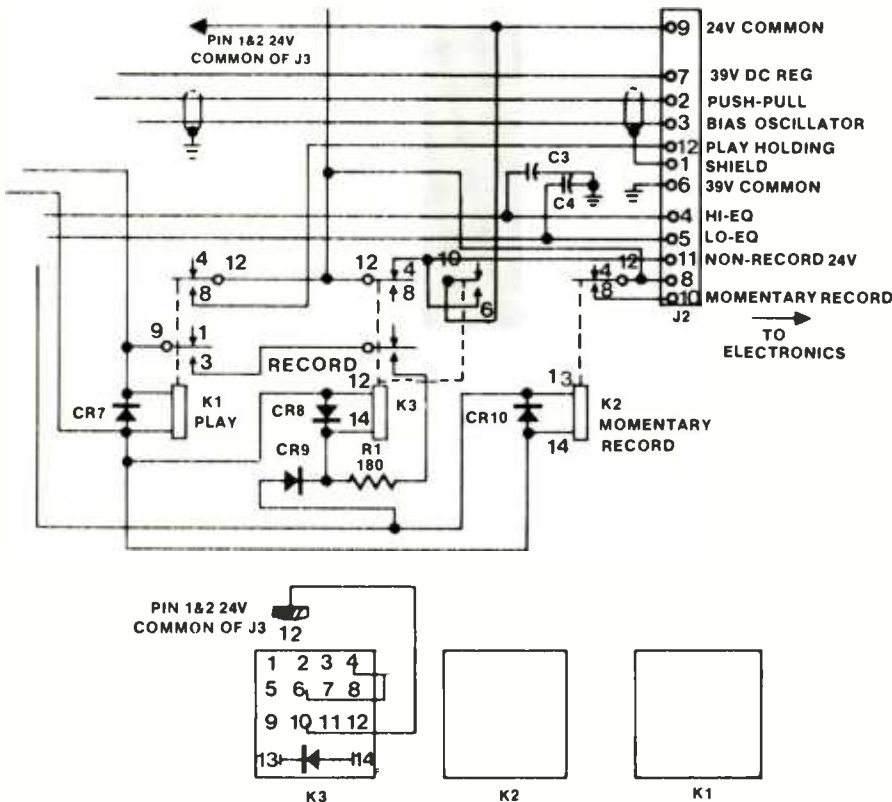 PIN 1&2 24V
COMMON OF J3
9 24V COMMON
7 39V DC REG
2 PUSH-PULL
3 BIAS OSCILLATOR
12 PLAY HOLDING
1 SHIELD
6 39V COMMON
4 HI-EQ
5 LO-EQ
11 NON-RECORD 24V
8
10 MOMENTARY RECORD
J2
TO
ELECTRONICS
C3
C4
4 12
8
12 4
8
10
6
4 12
8
9 1
3
RECORD
12
14
K3
K1
PLAY
CR7
CR8
CR9
R1
180
CR10
13
14
K2
MOMENTARY
RECORD
PIN 1&2 24V
COMMON OF J3
12
1 2 3 4
5 6 7 8
9 10 11 12
13 14
K3 K2 K1